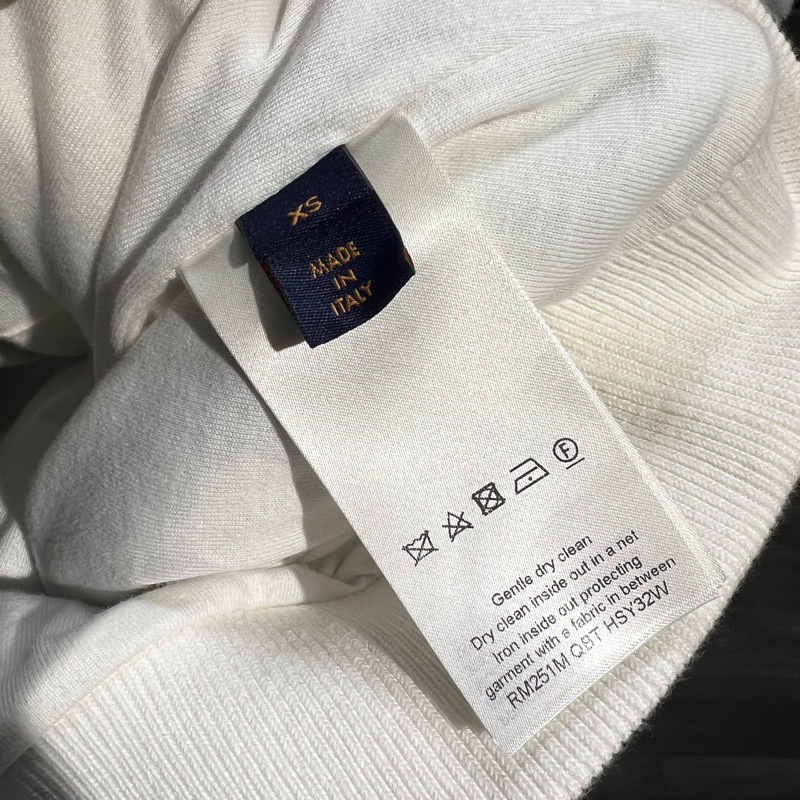 XS
MADE
IN
ITALY
F
Gentle dry clean
Dry clean inside out in a net
Iron inside out protecting
garment with a fabric in between
RM251M QBT HSY32W